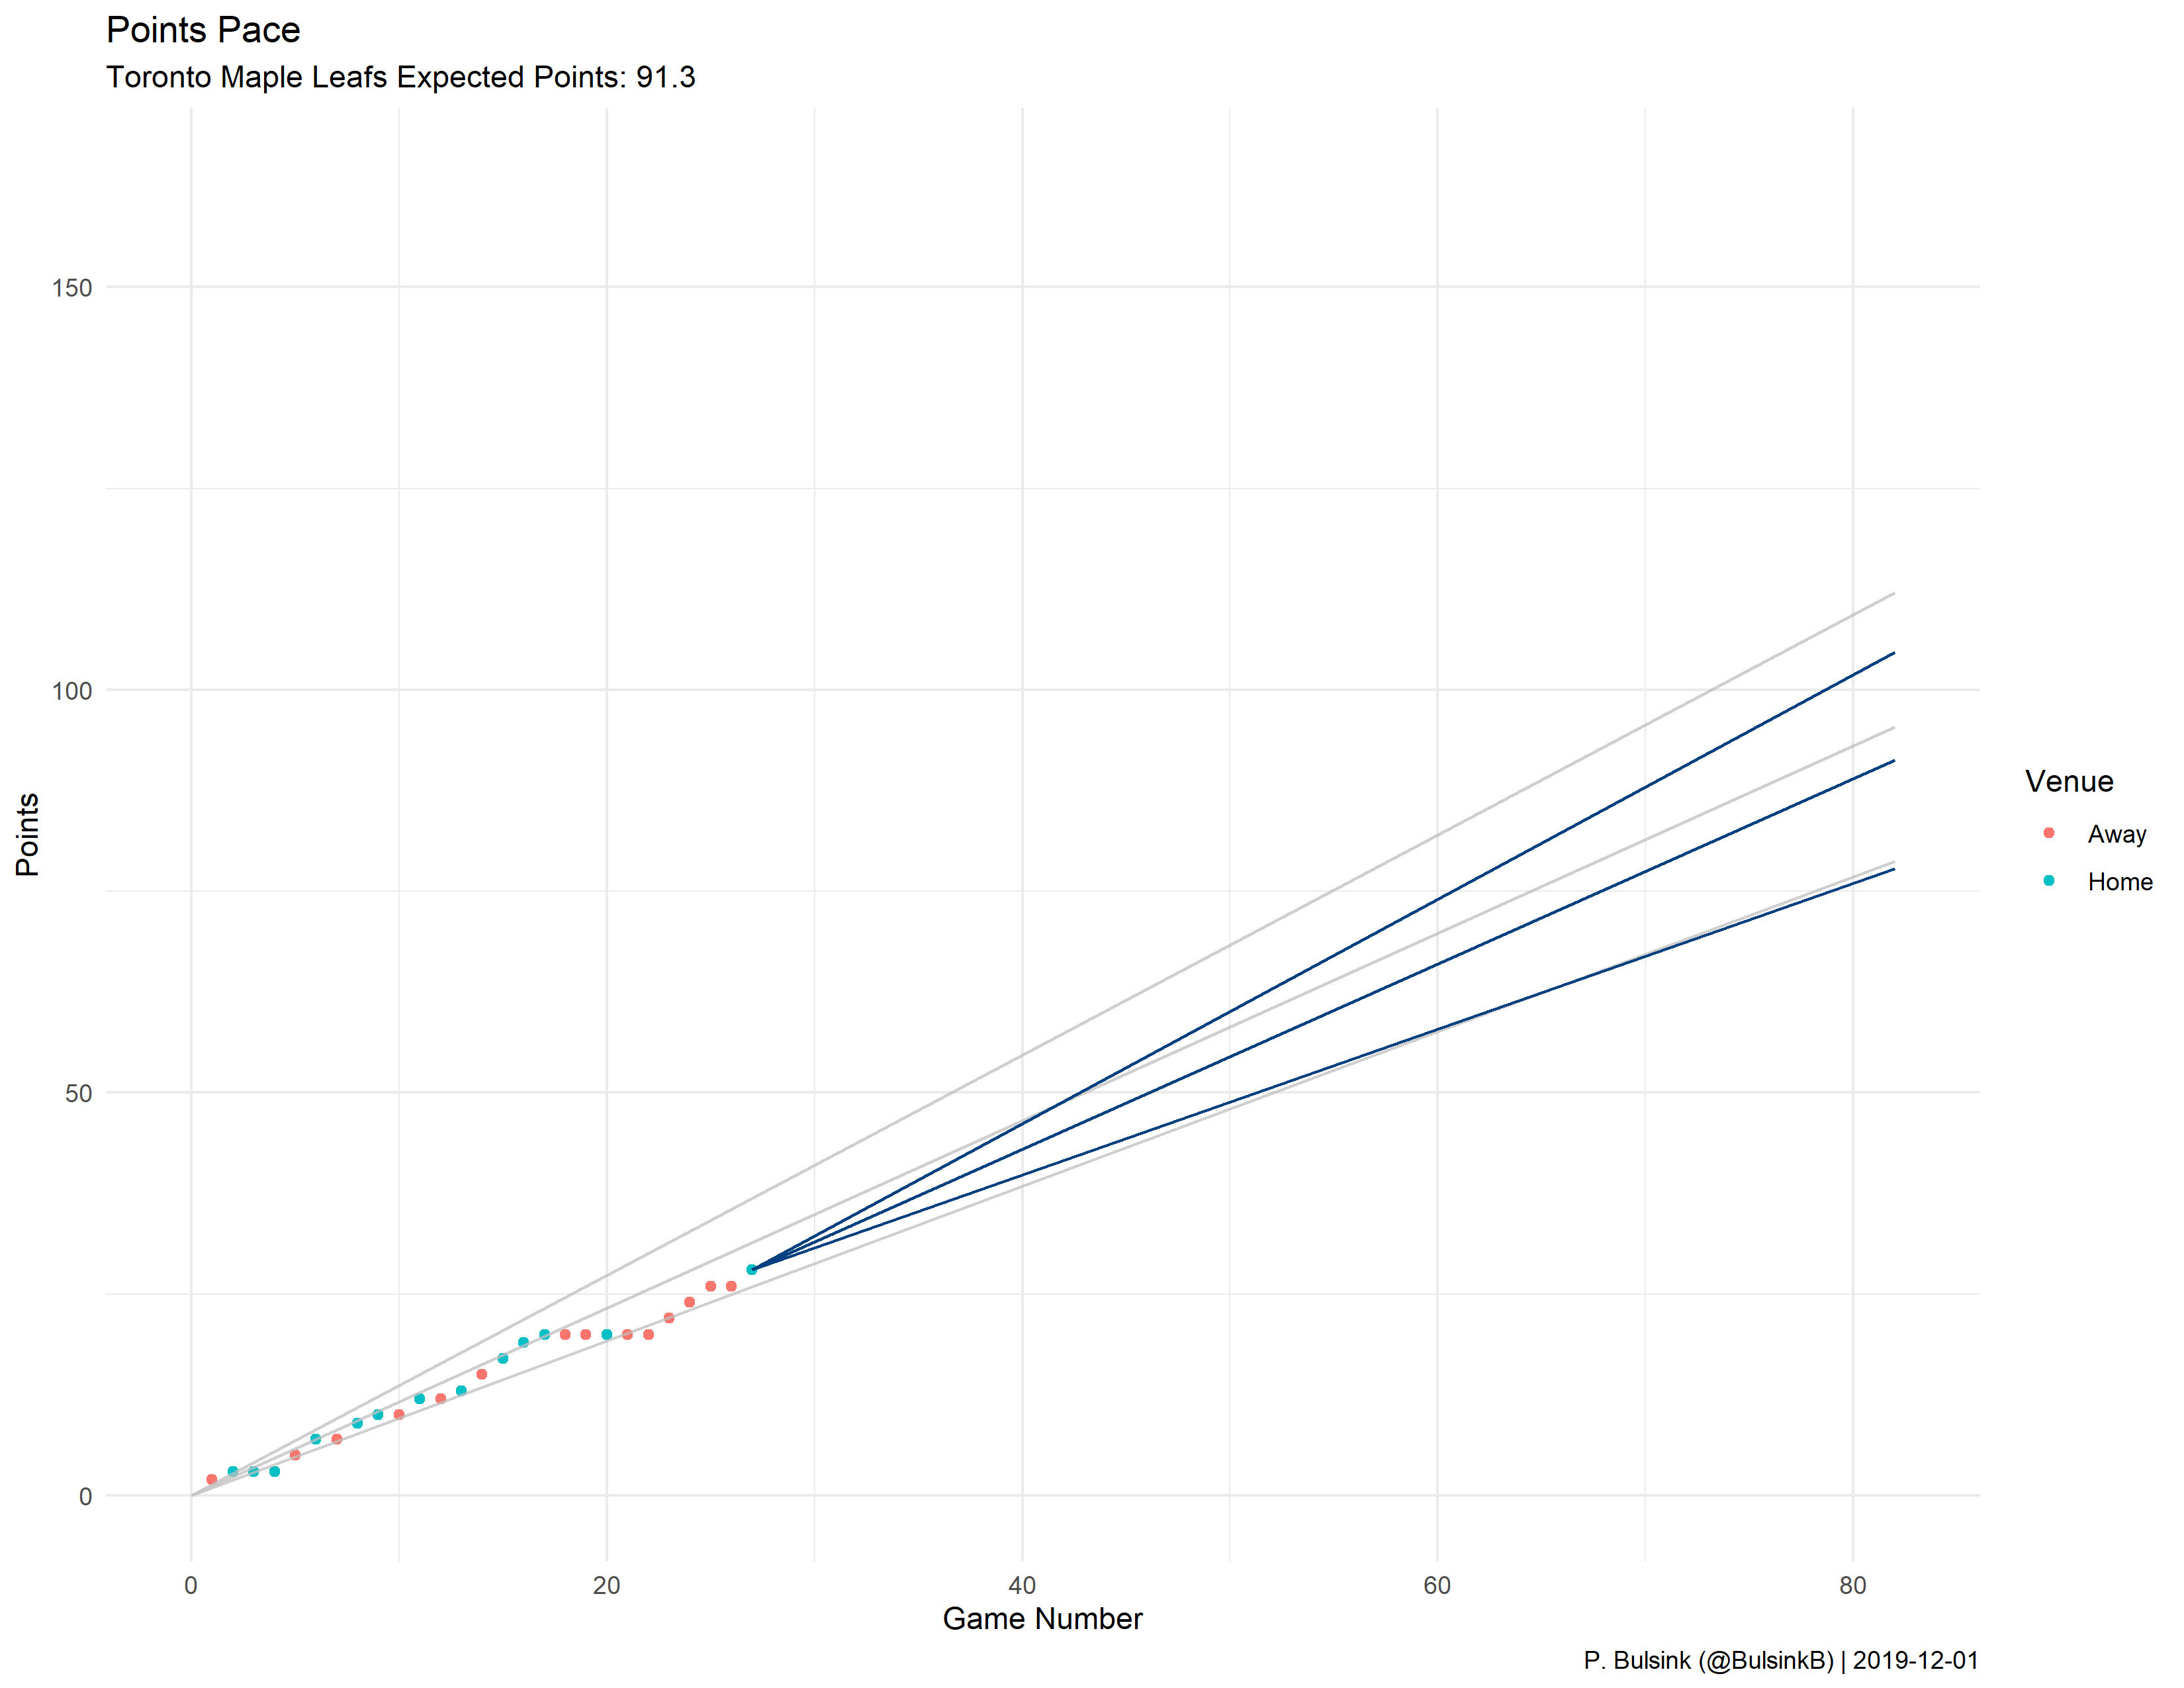 Points Pace
Toronto Maple Leafs Expected Points: 91.3
150
100
50
0
Points
0 20 40 60 80
Game Number
Venue
Away
Home
P. Bulsink (@BulsinkB) | 2019-12-01